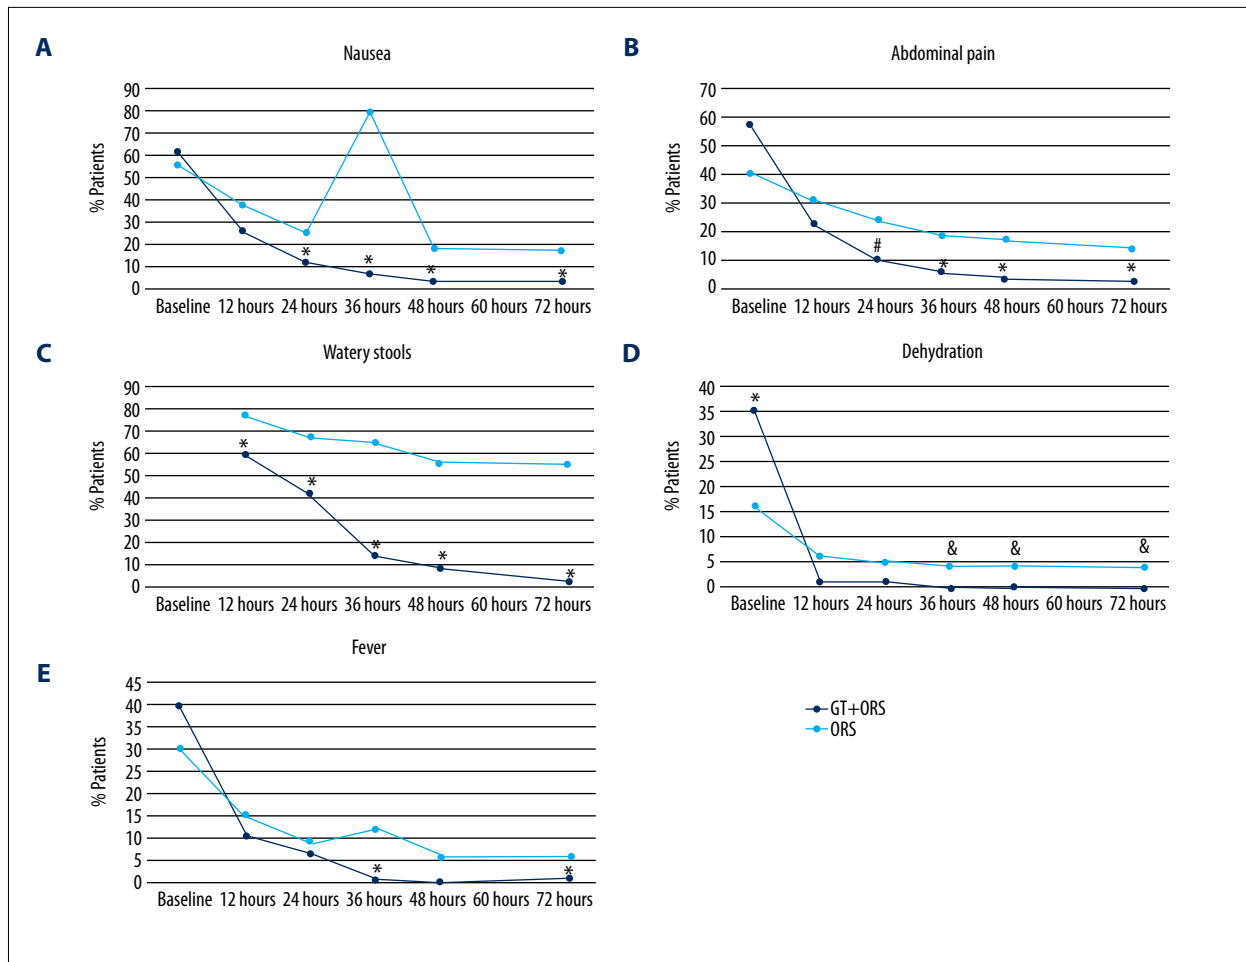 A
Nausea
% Patients
90
80
70
60
50
40
30
20
10
0
* * * *
Baseline 12 hours 24 hours 36 hours 48 hours 60 hours 72 hours
B
Abdominal pain
% Patients
70
60
50
40
30
20
10
0
# * * *
Baseline 12 hours 24 hours 36 hours 48 hours 60 hours 72 hours
C
Watery stools
% Patients
90
80
70
60
50
40
30
20
10
0
* * * * *
12 hours 24 hours 36 hours 48 hours 60 hours 72 hours
D
Dehydration
% Patients
40
35
30
25
20
15
10
5
0
* & & &
Baseline 12 hours 24 hours 36 hours 48 hours 60 hours 72 hours
E
Fever
% Patients
45
40
35
30
25
20
15
10
5
0
* *
Baseline 12 hours 24 hours 36 hours 48 hours 60 hours 72 hours
GT+ORS
ORS